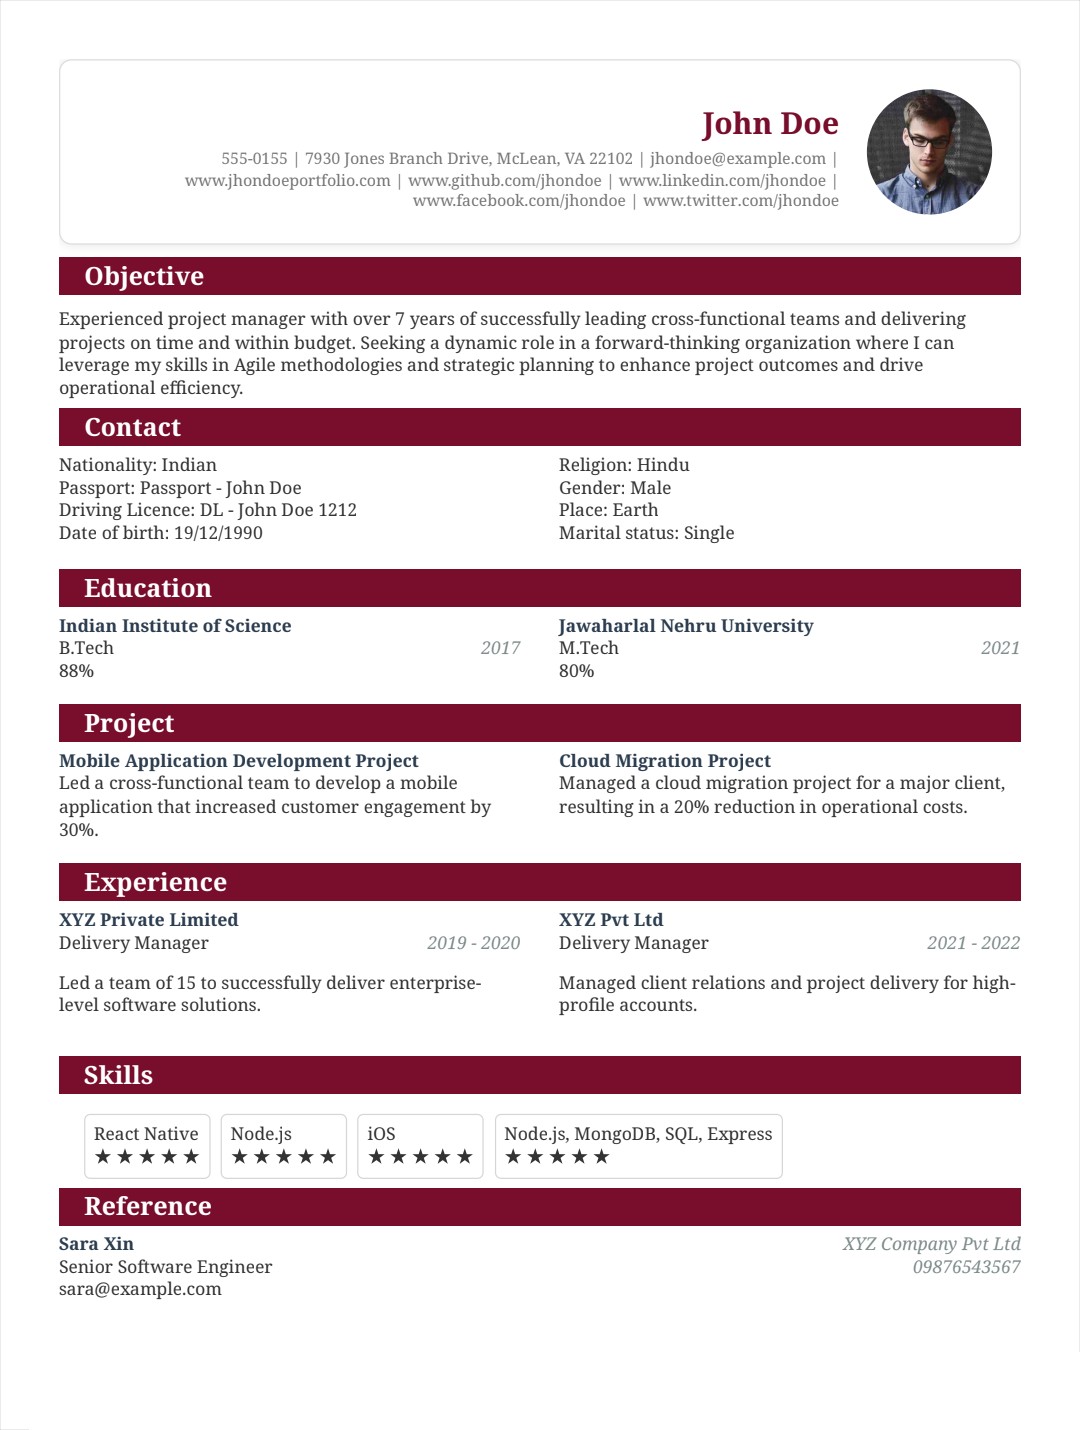 John Doe
555-0155 | 7930 Jones Branch Drive, McLean, VA 22102 | jhondoe@example.com |
www.jhondoeportfolio.com | www.github.com/jhondoe | www.linkedin.com/jhondoe |
www.facebook.com/jhondoe | www.twitter.com/jhondoe
Objective
Experienced project manager with over 7 years of successfully leading cross-functional teams and delivering
projects on time and within budget. Seeking a dynamic role in a forward-thinking organization where I can
leverage my skills in Agile methodologies and strategic planning to enhance project outcomes and drive
operational efficiency.
Contact
Nationality: Indian
Passport: Passport - John Doe
Driving Licence: DL - John Doe 1212
Date of birth: 19/12/1990
Religion: Hindu
Gender: Male
Place: Earth
Marital status: Single
Education
Indian Institute of Science
B.Tech 2017
88%
Jawaharlal Nehru University
M.Tech 2021
80%
Project
Mobile Application Development Project
Led a cross-functional team to develop a mobile
application that increased customer engagement by
30%.
Cloud Migration Project
Managed a cloud migration project for a major client,
resulting in a 20% reduction in operational costs.
Experience
XYZ Private Limited
Delivery Manager 2019 - 2020
Led a team of 15 to successfully deliver enterprise-
level software solutions.
XYZ Pvt Ltd
Delivery Manager 2021 - 2022
Managed client relations and project delivery for high-
profile accounts.
Skills
React Native
★★★★★
Node.js
★★★★★
iOS
★★★★★
Node.js, MongoDB, SQL, Express
★★★★★
Reference
Sara Xin
Senior Software Engineer
sara@example.com
XYZ Company Pvt Ltd
09876543567